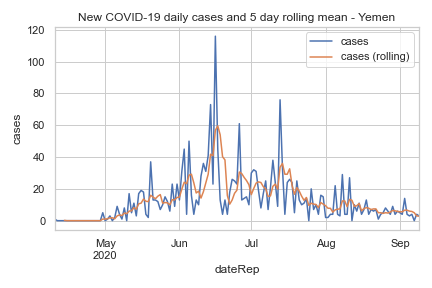 New COVID-19 daily cases and 5 day rolling mean - Yemen
cases
cases (rolling)
120
100
80
60
40
20
0
cases
May Jun Jul Aug Sep
2020
dateRep